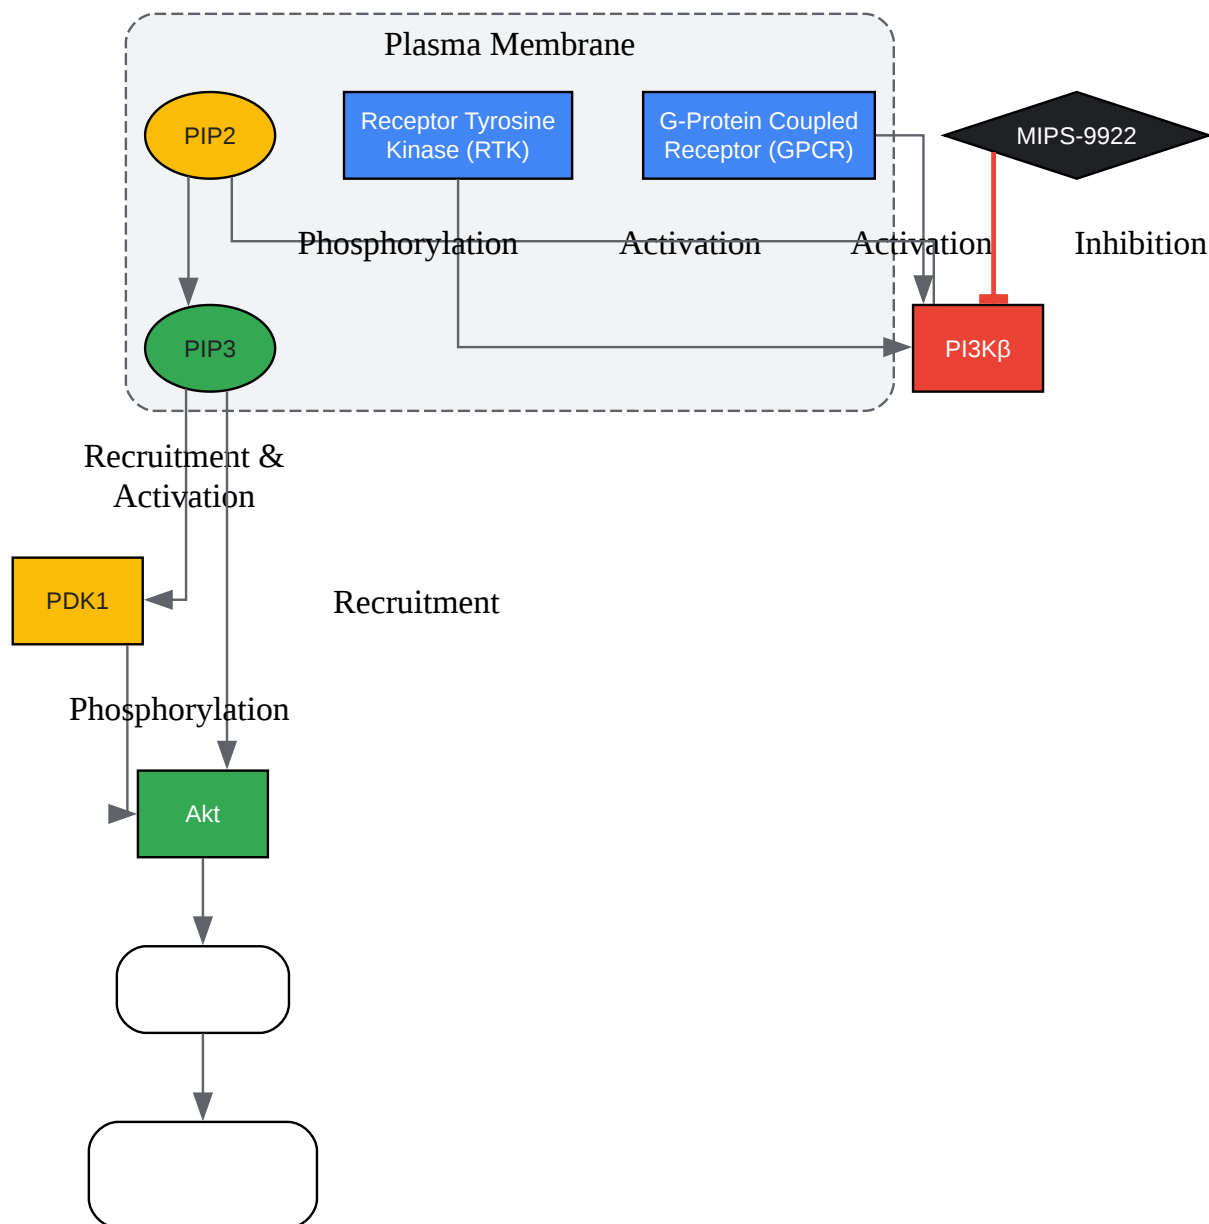 Plasma Membrane
PIP2
Receptor Tyrosine
Kinase (RTK)
G-Protein Coupled
Receptor (GPCR)
MIPS-9922
Phosphorylation
Activation
Activation
Inhibition
PIP3
PI3Kβ
Recruitment &
Activation
PDK1
Recruitment
Phosphorylation
Akt